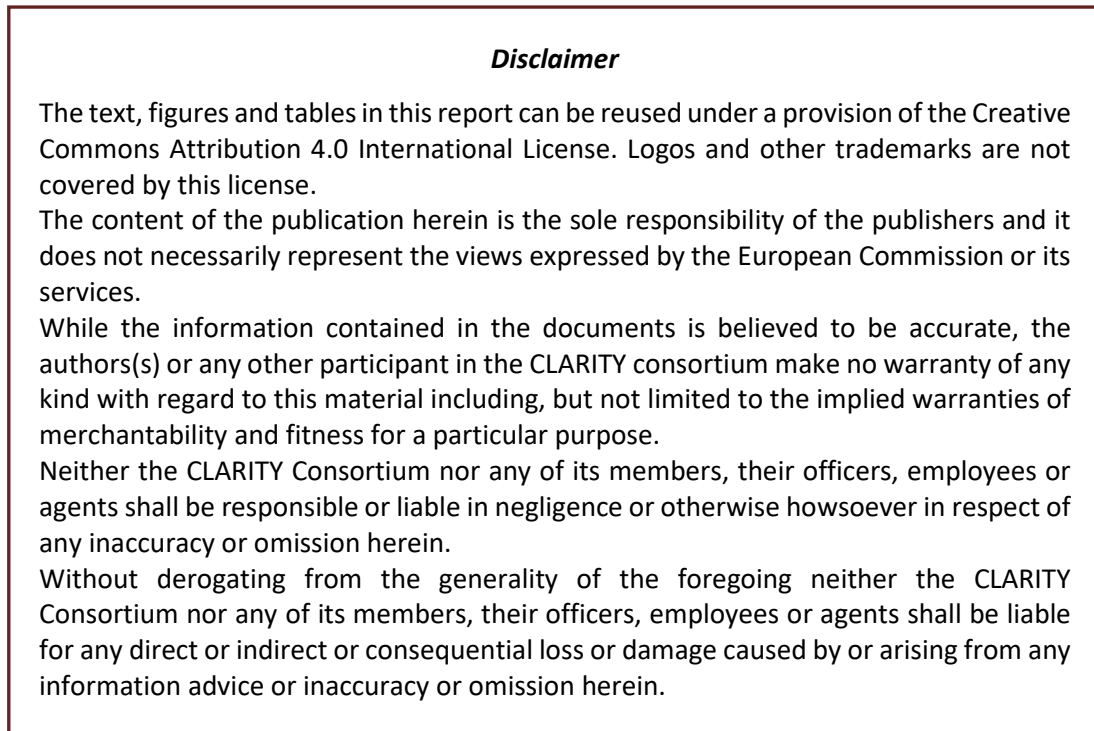 Disclaimer
The text, figures and tables in this report can be reused under a provision of the Creative
Commons Attribution 4.0 International License. Logos and other trademarks are not
covered by this license.
The content of the publication herein is the sole responsibility of the publishers and it
does not necessarily represent the views expressed by the European Commission or its
services.
While the information contained in the documents is believed to be accurate, the
authors(s) or any other participant in the CLARITY consortium make no warranty of any
kind with regard to this material including, but not limited to the implied warranties of
merchantability and fitness for a particular purpose.
Neither the CLARITY Consortium nor any of its members, their officers, employees or
agents shall be responsible or liable in negligence or otherwise howsoever in respect of
any inaccuracy or omission herein.
Without derogating from the generality of the foregoing neither the CLARITY
Consortium nor any of its members, their officers, employees or agents shall be liable
for any direct or indirect or consequential loss or damage caused by or arising from any
information advice or inaccuracy or omission herein.